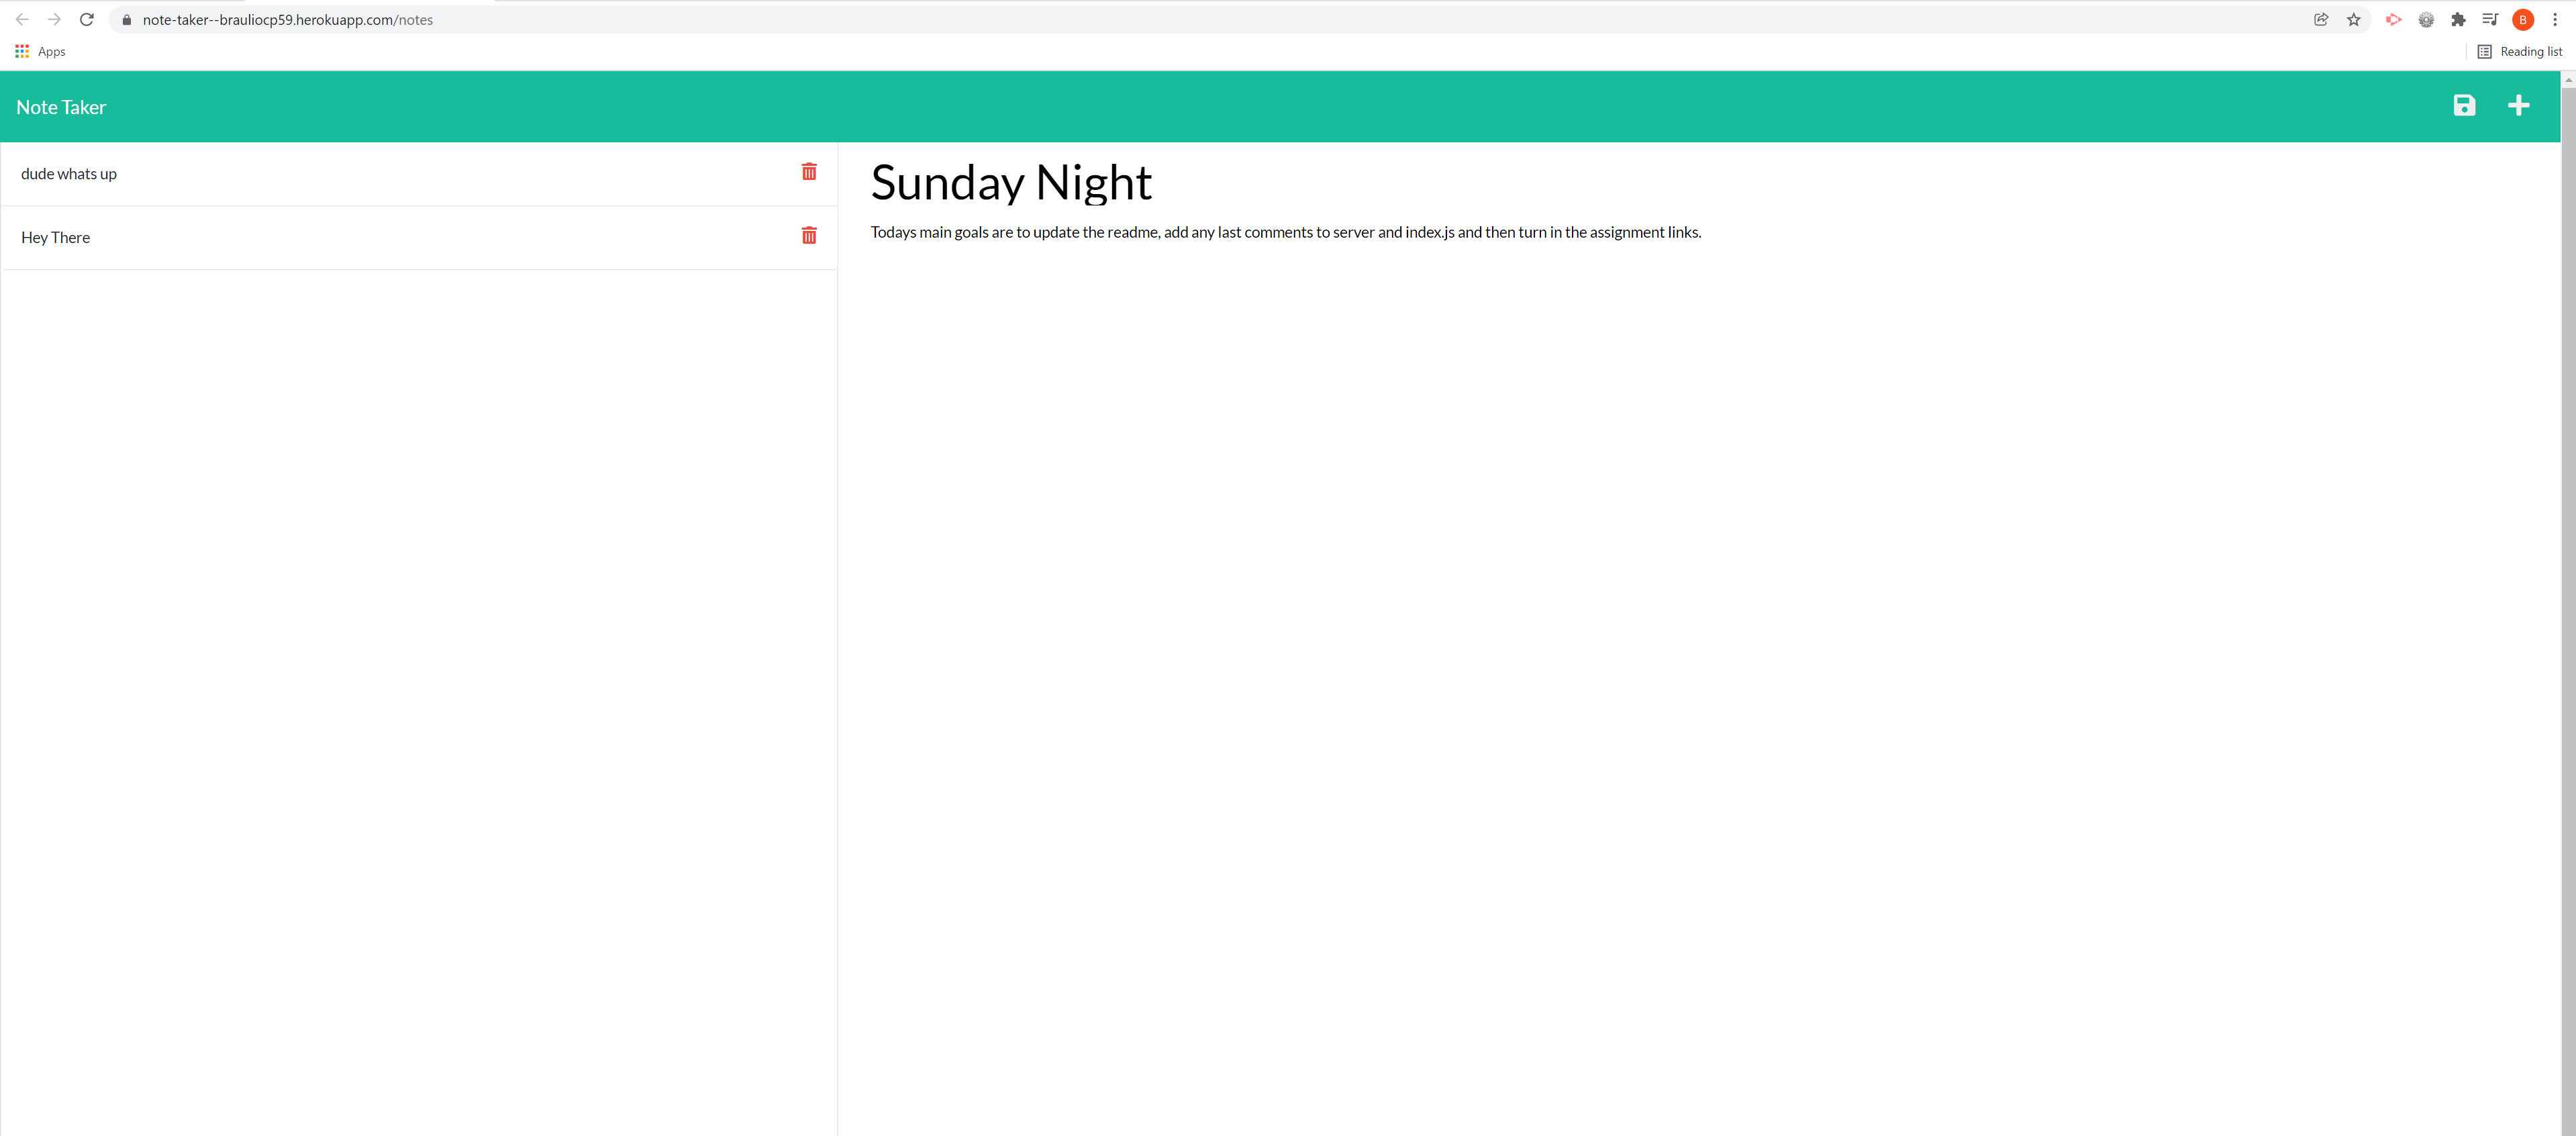 note-taker--brauliocp59.herokuapp.com/notes
B
Apps
Reading list
Note Taker
dude whats up
Hey There
Sunday Night
Todays main goals are to update the readme, add any last comments to server and index.js and then turn in the assignment links.